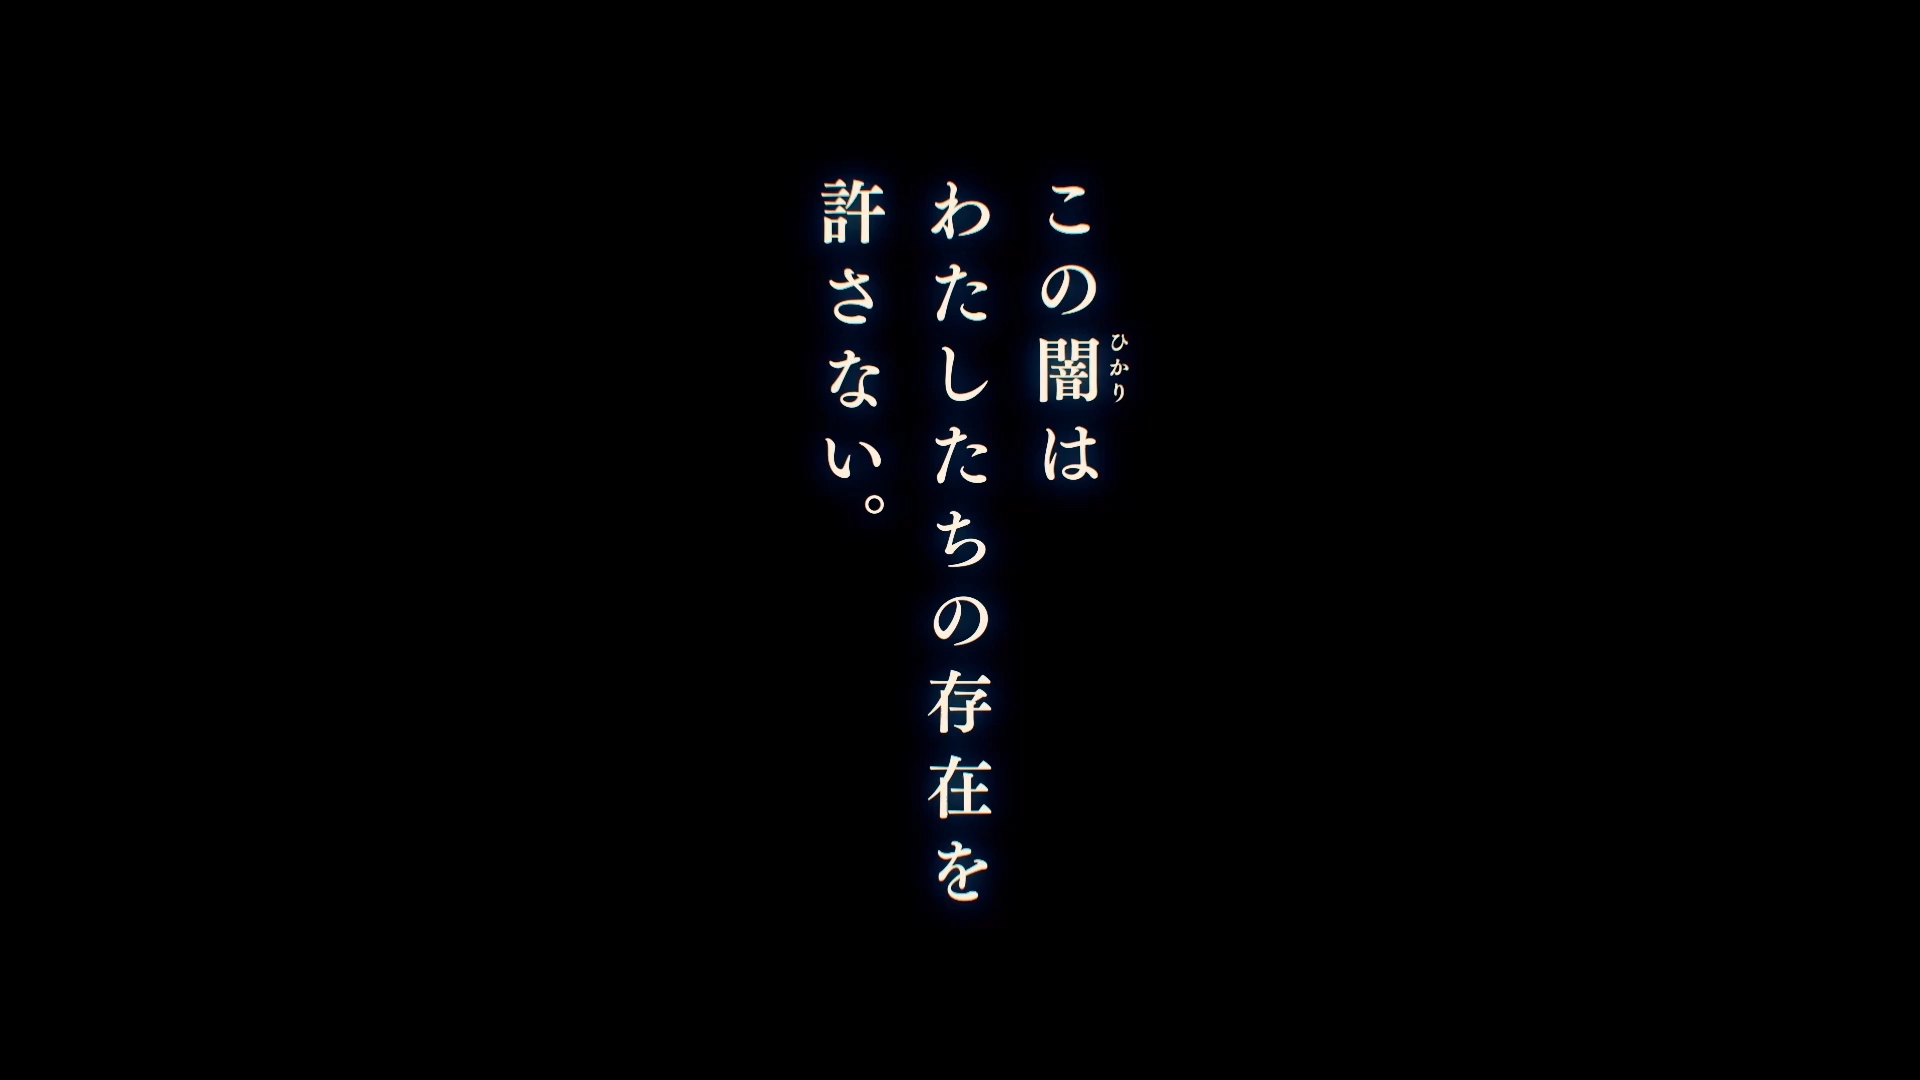 この闇は
ひかり
わたしたちの存在を
許さない。